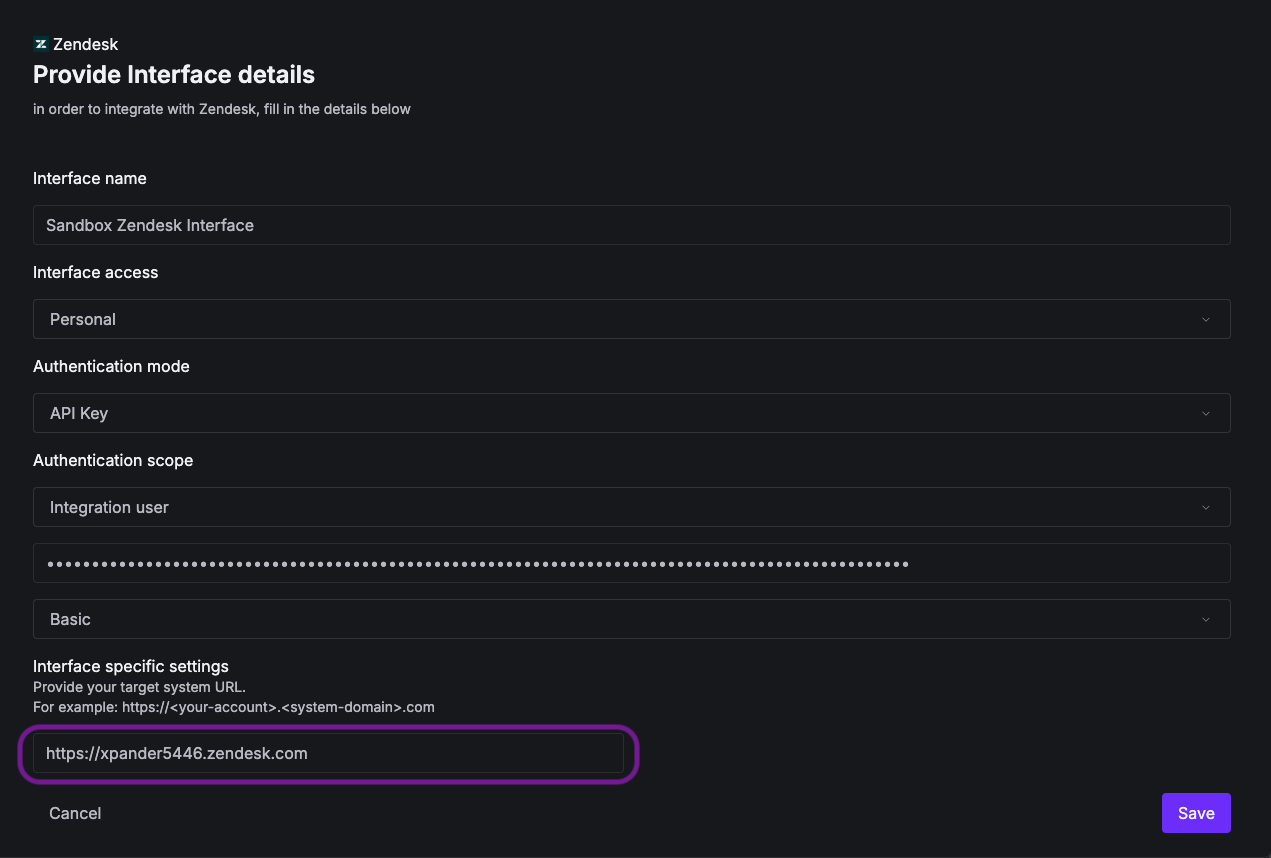 Zendesk
Provide Interface details
in order to integrate with Zendesk, fill in the details below
Interface name
Sandbox Zendesk Interface
Interface access
Personal
Authentication mode
API Key
Authentication scope
Integration user
Basic
Interface specific settings
Provide your target system URL.
For example: https://<your-account>.<system-domain>.com
https://xpander5446.zendesk.com
Cancel
Save